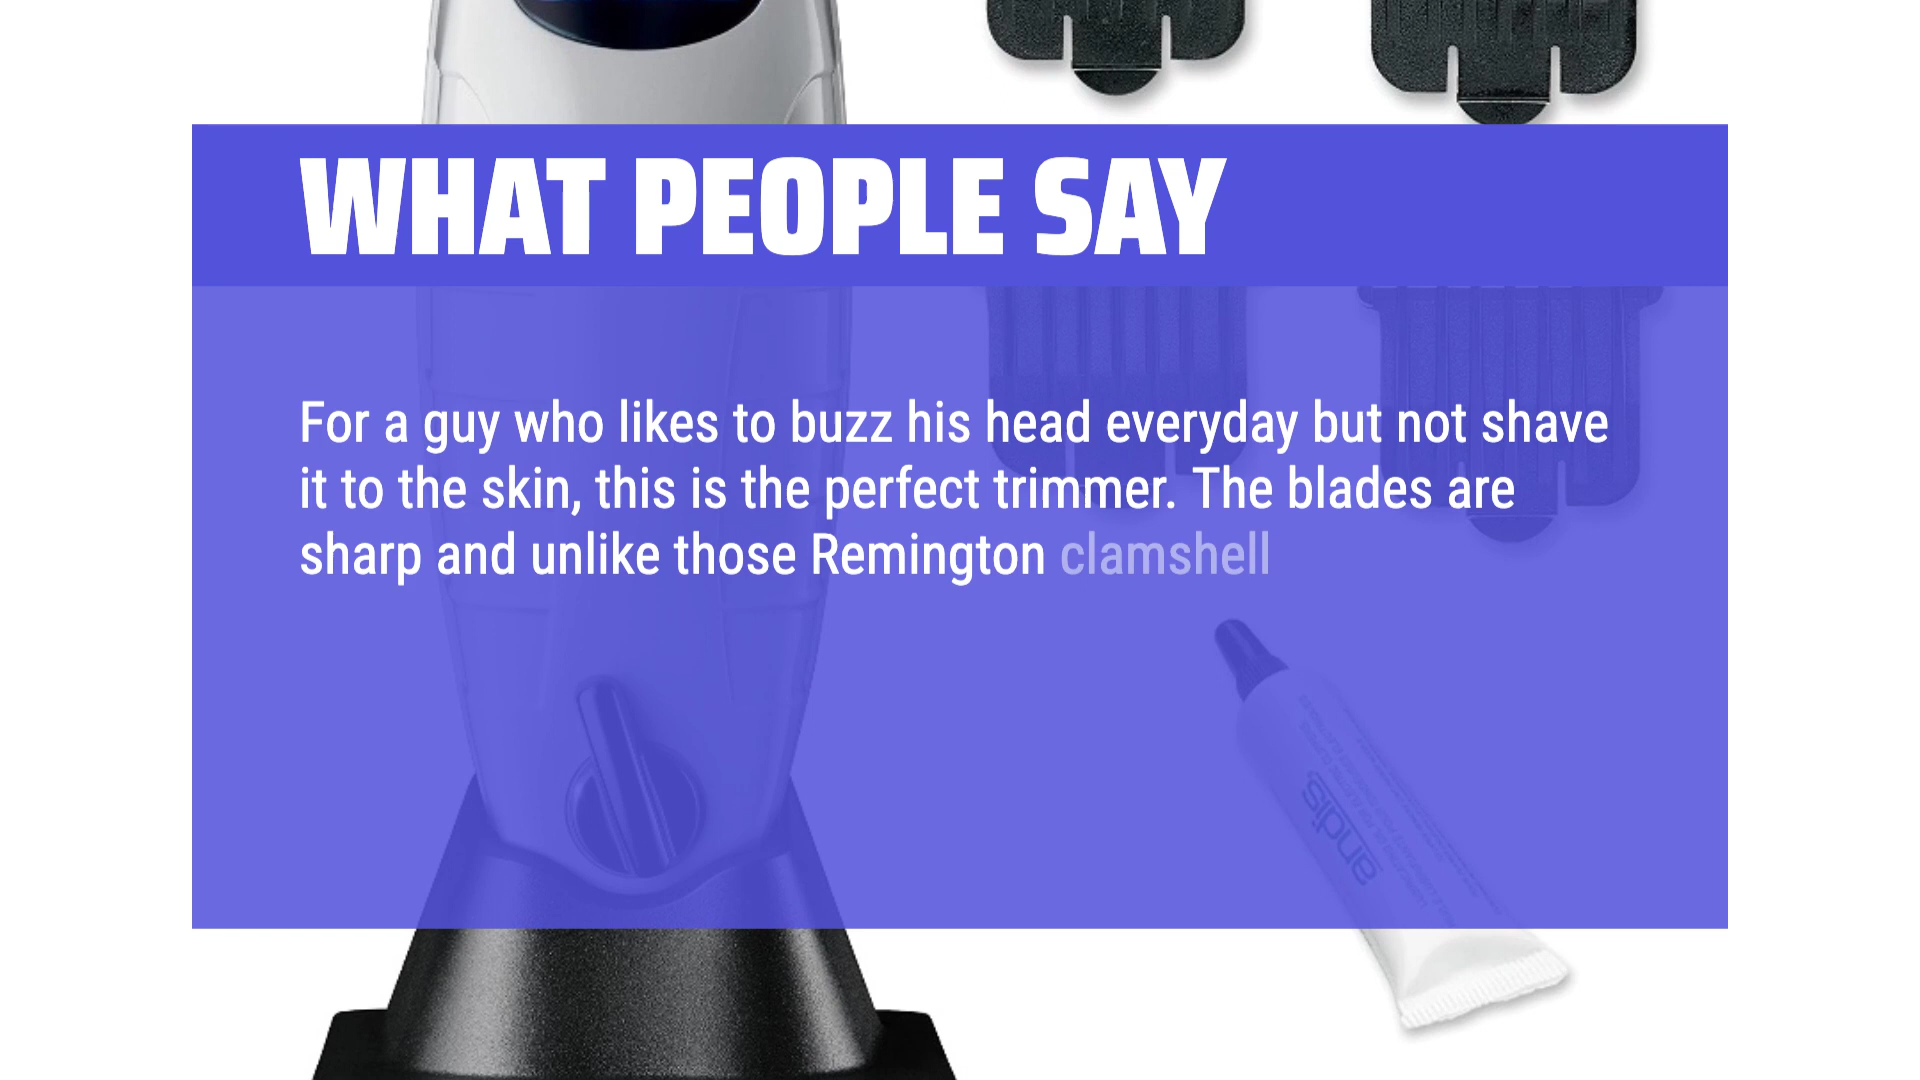 WHAT PEOPLE SAY
For a guy who likes to buzz his head everyday but not shave
it to the skin, this is the perfect trimmer. The blades are
sharp and unlike those Remington clamshell
andis